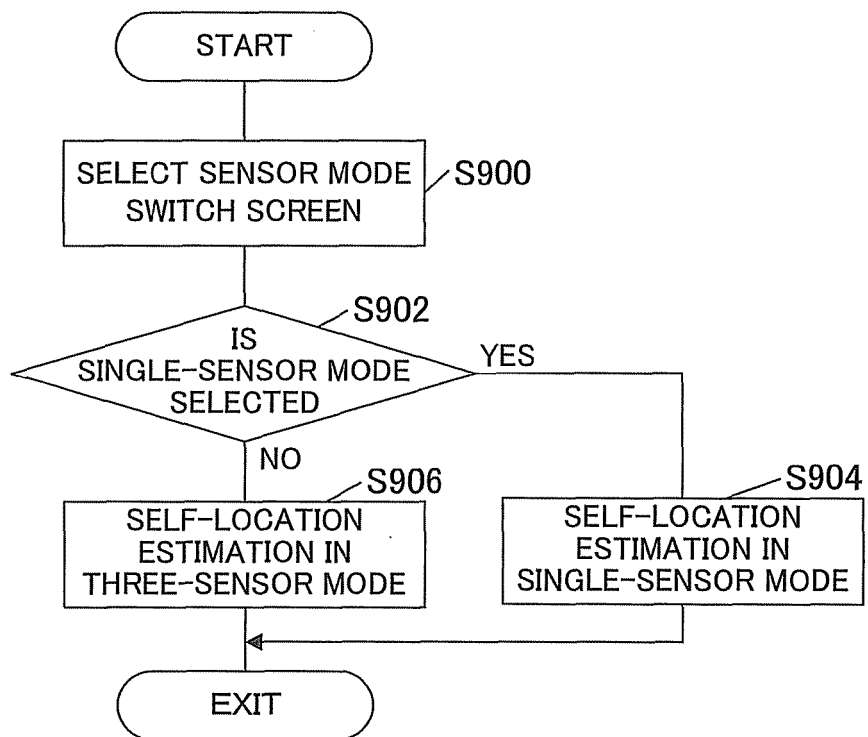 START
SELECT SENSOR MODE
SWITCH SCREEN
S900
S902
IS
SINGLE-SENSOR MODE
SELECTED
YES
NO
S906
SELF-LOCATION
ESTIMATION IN
THREE-SENSOR MODE
S904
SELF-LOCATION
ESTIMATION IN
SINGLE-SENSOR MODE
EXIT